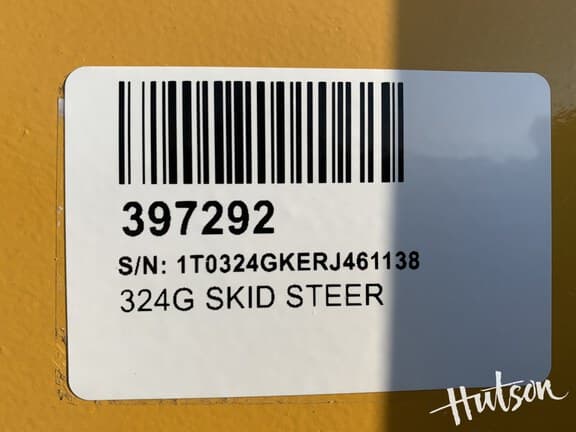 397292
S/N: 1T0324GKERJ461138
324G SKID STEER
Hutson